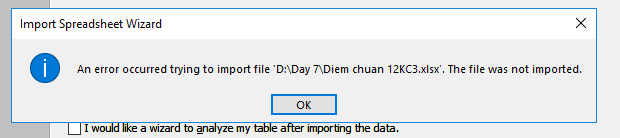 Import Spreadsheet Wizard
An error occurred trying to import file 'D:\Day 7\Diem chuan 12KC3.xlsx'. The file was not imported.
OK
I would like a wizard to analyze my table after importing the data.